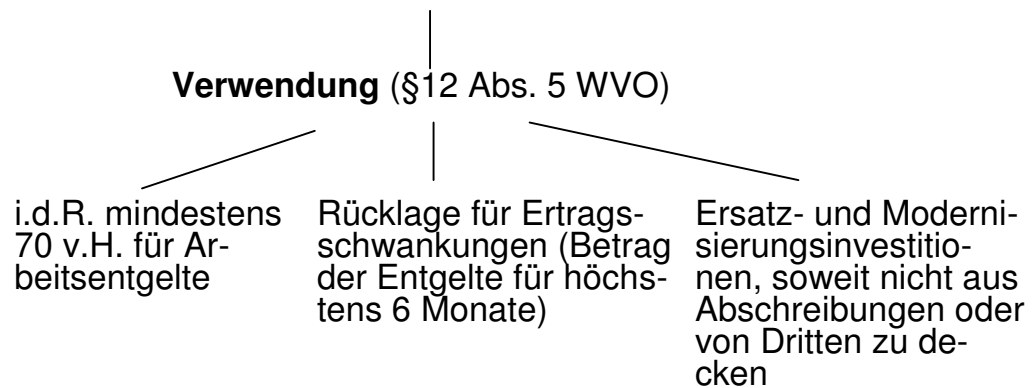 Verwendung (§12 Abs. 5 WVO)
i.d.R. mindestens
70 v.H. für Ar-
beitsentgelte
Rücklage für Ertrags-
schwankungen (Betrag
der Entgelte für höchs-
tens 6 Monate)
Ersatz- und Moderni-
sierungsinvestitio-
nen, soweit nicht aus
Abschreibungen oder
von Dritten zu de-
cken